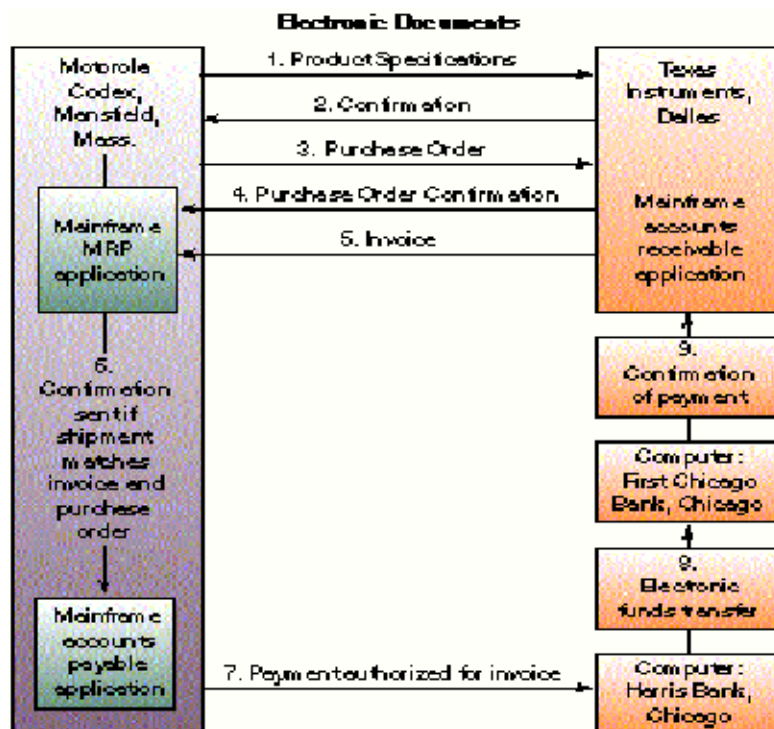 Electronic Documents
Motorole
Codex,
Mansfield,
Mass.
1. Product Specifications
2. Confirmation
3. Purchase Order
4. Purchase Order Confirmation
5. Invoice
Texas
Instruments,
Dallas
Mainframe
MRP
application
Mainframe
accounts
receivable
application
6.
Confirmation
sent if
shipment
matches
invoice and
purchase
order
9.
Confirmation
of payment
Computer:
First Chicago
Bank, Chicago
Electronic
funds transfer
Mainframe
accounts
payable
application
7. Payment authorized for invoice
Computer:
Harris Bank,
Chicago